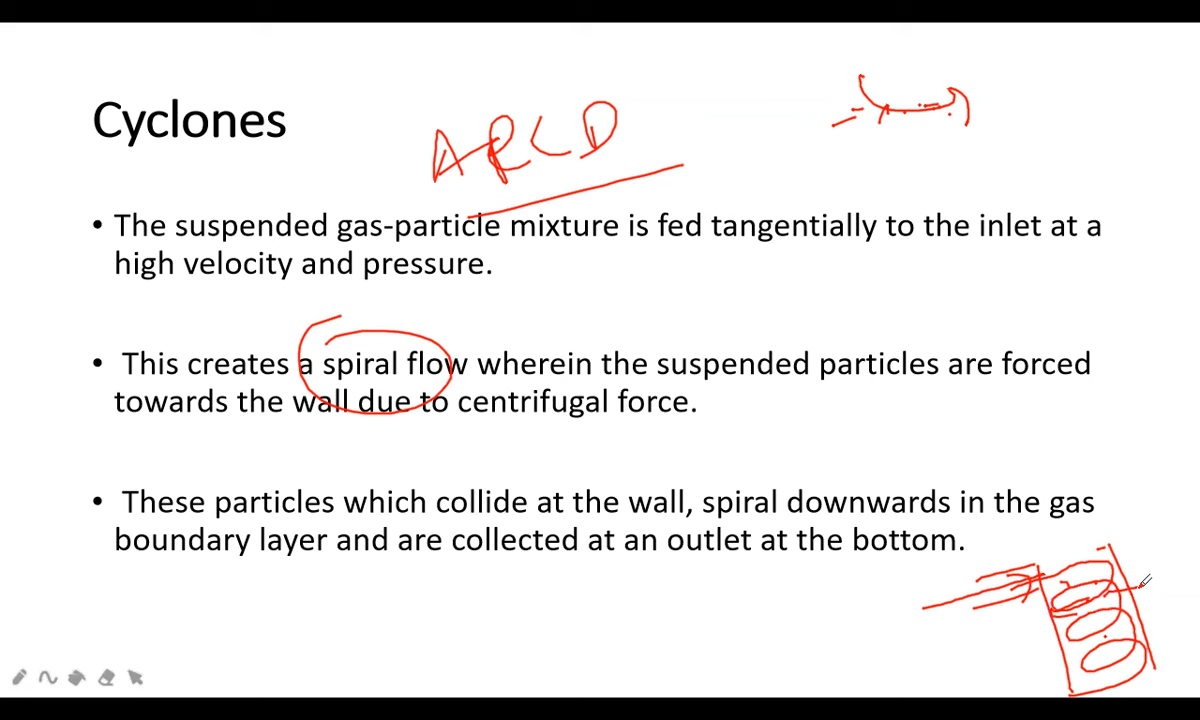 Cyclones
APCD
• The suspended gas-particle mixture is fed tangentially to the inlet at a
high velocity and pressure.
• This creates a spiral flow wherein the suspended particles are forced
towards the wall due to centrifugal force.
• These particles which collide at the wall, spiral downwards in the gas
boundary layer and are collected at an outlet at the bottom.